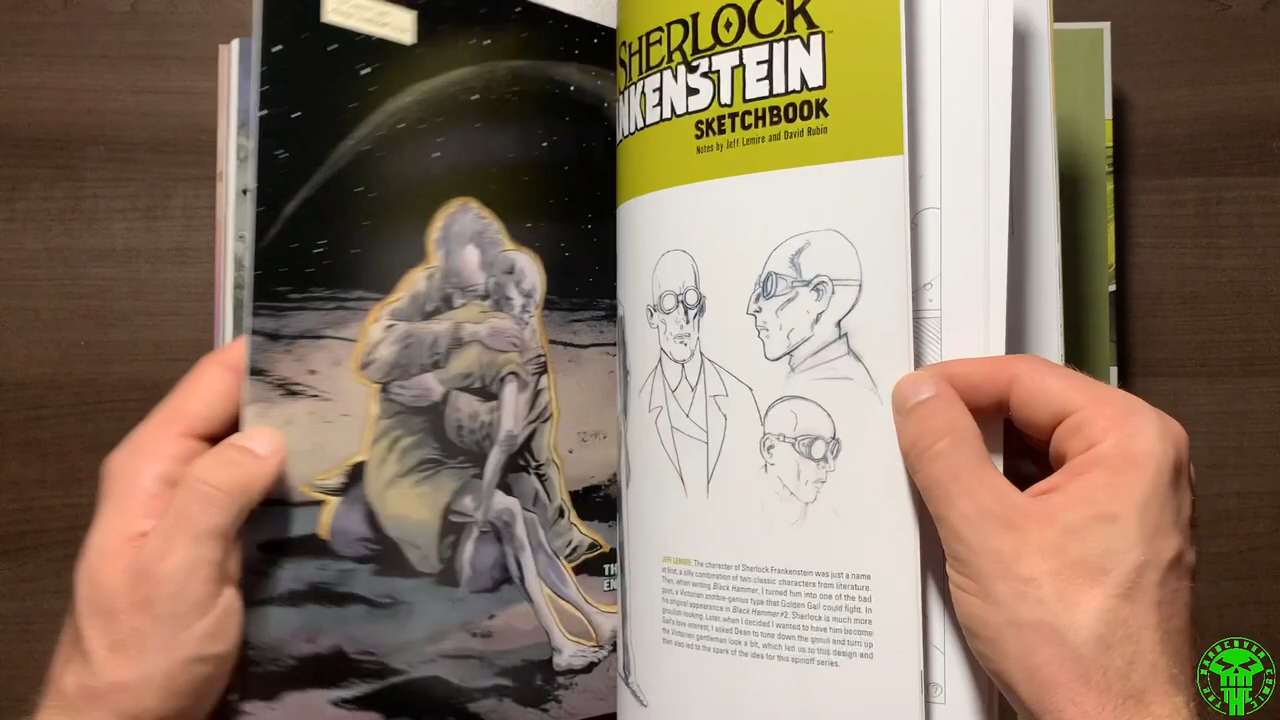 SHERLOCK
NKENSTEIN
SKETCHBOOK
Notes by Jeff Lemire and David Rubín
TH
EN
JEFF LEMIRE: The character of Sherlock Frankenstein was just a name
at first, a silly combination of two classic characters from literature.
Then, when writing Black Hammer, I turned him into one of the bad
guys, a Victorian zombie-genius type that Golden Gail could fight. In
his original appearance in Black Hammer #2, Sherlock is much more
ghoulish-looking. Later, when I decided I wanted to have him become
Gail's love interest, I asked Dean to tone down the ghoul and turn up
the Victorian gentleman look a bit, which led us to this design and
then also led to the spark of the idea for this spinoff series.